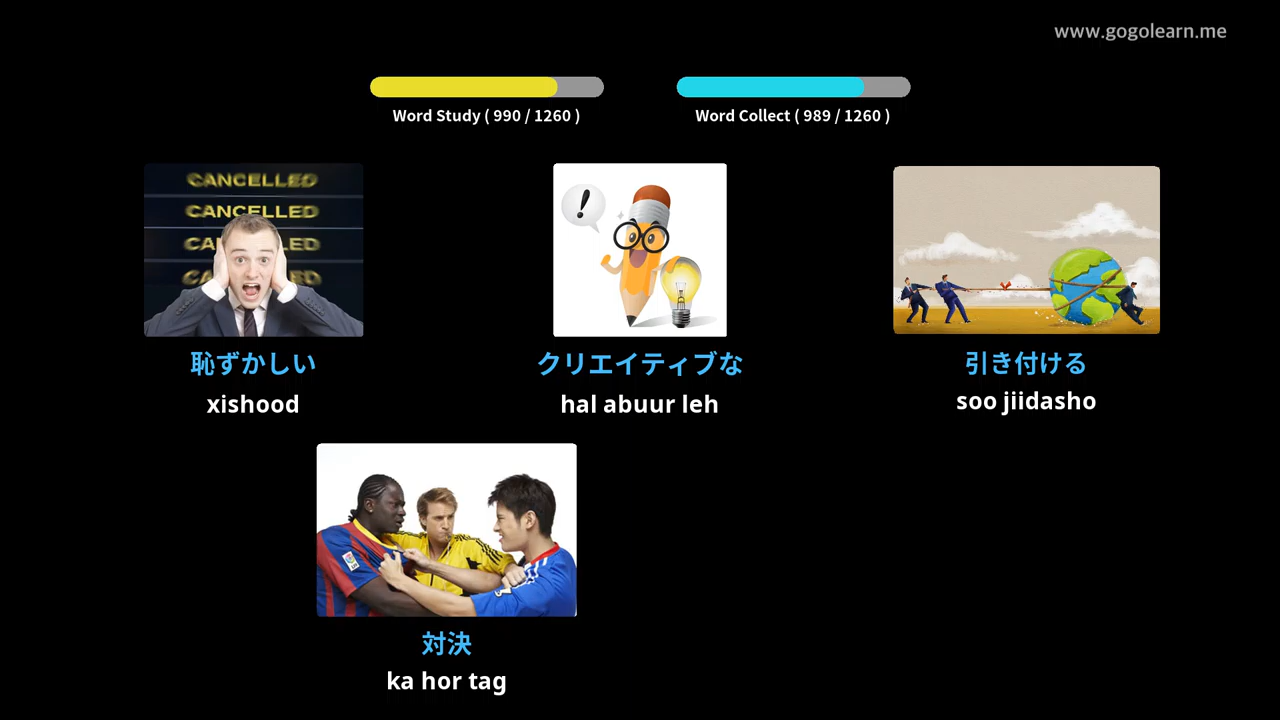 www.gogolearn.me
Word Study ( 990 / 1260 )
Word Collect ( 989 / 1260 )
CANCELLED
CANCELLED
恥ずかしい
xishood
!
クリエイティブな
hal abuur leh
引き付ける
soo jiidasho
対決
ka hor tag